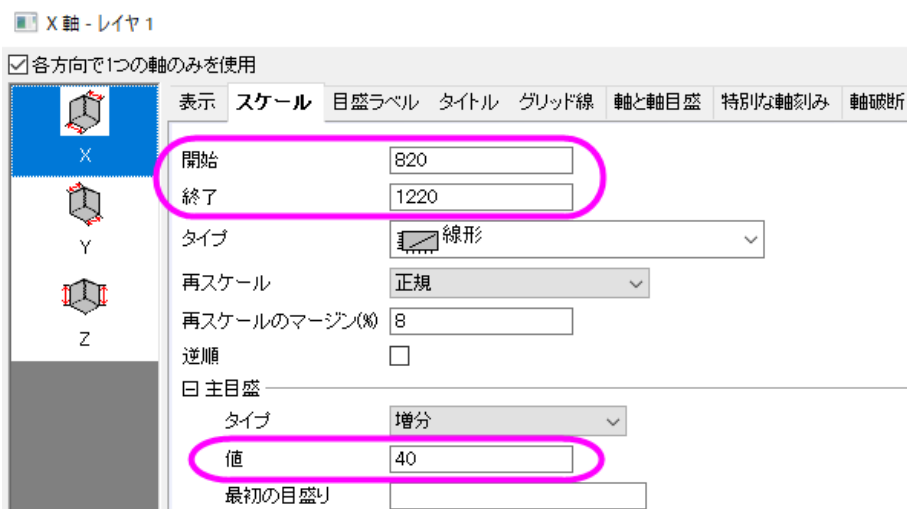 X 軸 - レイヤ 1
各方向で1つの軸のみを使用
表示 スケール 目盛ラベル タイトル グリッド線 軸と軸目盛 特別な軸刻み 軸破断
X
Y
Z
開始 820
終了 1220
タイプ 線形
再スケール 正規
再スケールのマージン(%) 8
逆順
主目盛
タイプ 増分
値 40
最初の目盛り